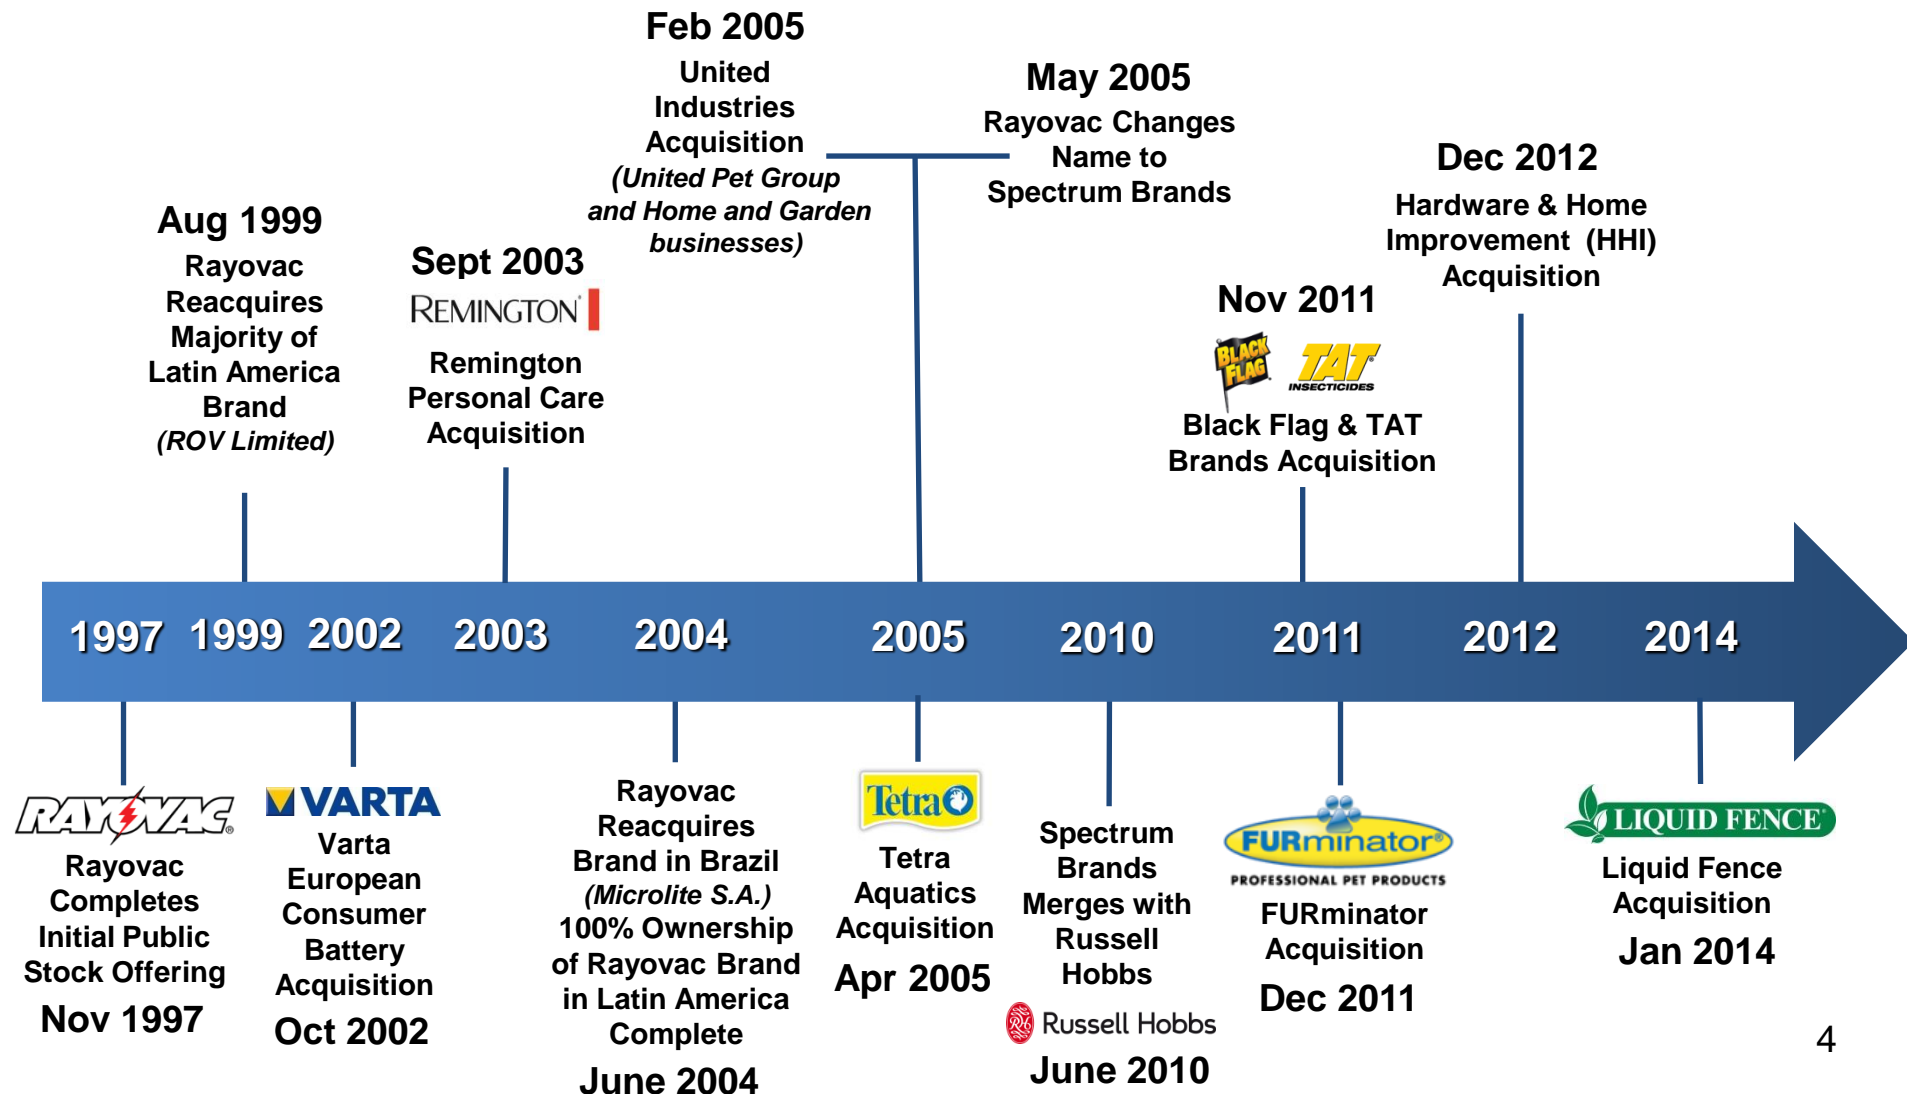 Feb 2005
United
Industries
Acquisition
(United Pet Group
and Home and Garden
businesses)
May 2005
Rayovac Changes
Name to
Spectrum Brands
Dec 2012
Hardware & Home
Improvement (HHI)
Acquisition
Aug 1999
Rayovac
Reacquires
Majority of
Latin America
Brand
(ROV Limited)
Sept 2003
REMINGTON
Remington
Personal Care
Acquisition
Nov 2011
BLACK
FLAG
TAT
INSECTICIDES
Black Flag & TAT
Brands Acquisition
1997 1999 2002 2003 2004 2005 2010 2011 2012 2014
RAYOVAC
Rayovac
Completes
Initial Public
Stock Offering
Nov 1997
VARTA
Varta
European
Consumer
Battery
Acquisition
Oct 2002
Rayovac
Reacquires
Brand in Brazil
(Microlite S.A.)
100% Ownership
of Rayovac Brand
in Latin America
Complete
June 2004
Tetra
Tetra
Aquatics
Acquisition
Apr 2005
Spectrum
Brands
Merges with
Russell
Hobbs
Rh Russell Hobbs
June 2010
FURminator®
PROFESSIONAL PET PRODUCTS
FURminator
Acquisition
Dec 2011
LIQUID FENCE
Liquid Fence
Acquisition
Jan 2014
4